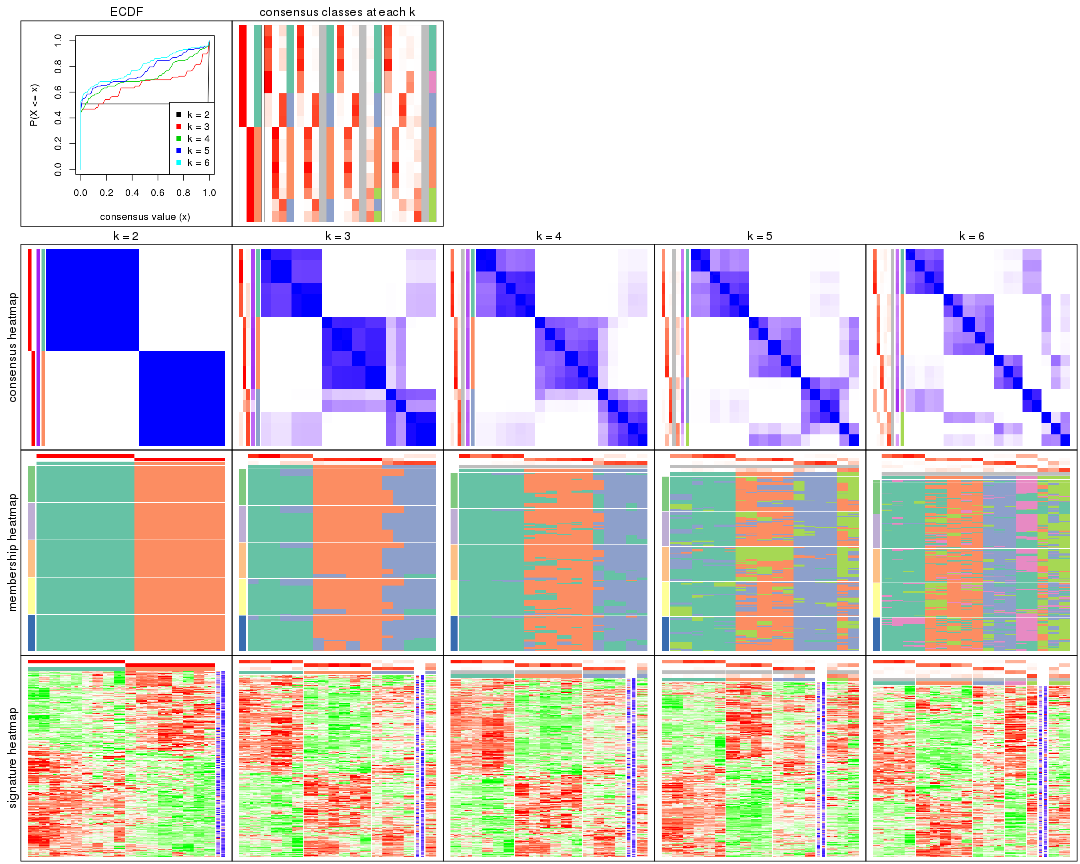 ECDF
consensus classes at each k
P(X <= x)
0.0 0.2 0.4 0.6 0.8 1.0
k = 2
k = 3
k = 4
k = 5
k = 6
0.0 0.2 0.4 0.6 0.8 1.0
consensus value (x)
k = 2
k = 3
k = 4
k = 5
k = 6
consensus heatmap
membership heatmap
signature heatmap